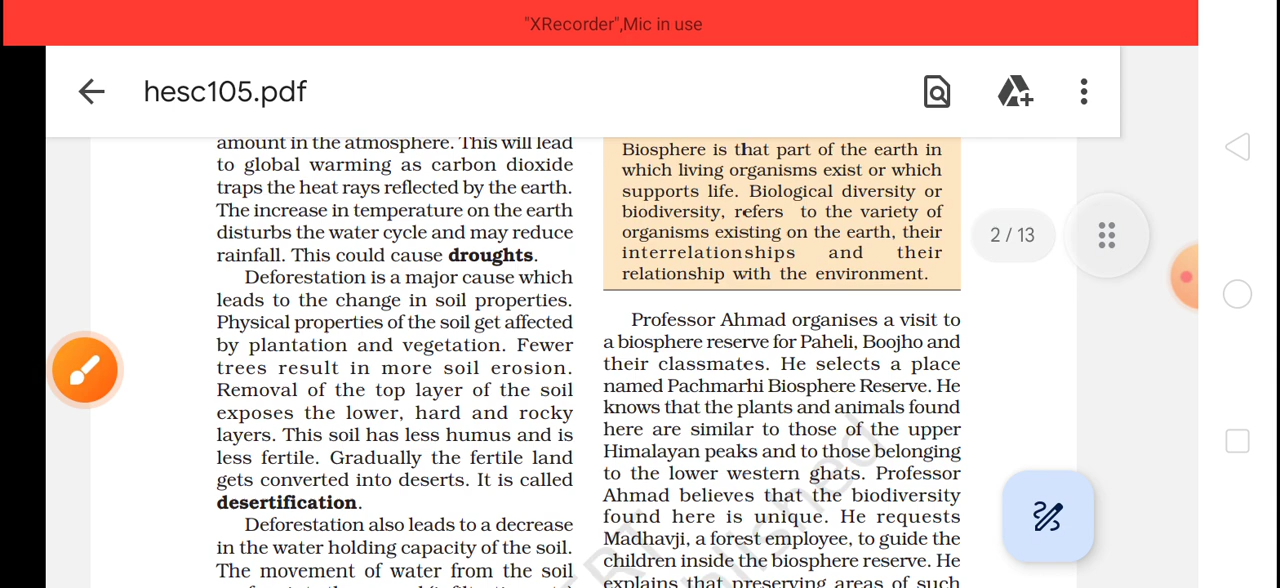 "XRecorder",Mic in use
hesc105.pdf
amount in the atmosphere. This will lead
to global warming as carbon dioxide
traps the heat rays reflected by the earth.
The increase in temperature on the earth
disturbs the water cycle and may reduce
rainfall. This could cause droughts.
Deforestation is a major cause which
leads to the change in soil properties.
Physical properties of the soil get affected
by plantation and vegetation. Fewer
trees result in more soil erosion.
Removal of the top layer of the soil
exposes the lower, hard and rocky
layers. This soil has less humus and is
less fertile. Gradually the fertile land
gets converted into deserts. It is called
desertification.
Deforestation also leads to a decrease
in the water holding capacity of the soil.
The movement of water from the soil
Biosphere is that part of the earth in
which living organisms exist or which
supports life. Biological diversity or
biodiversity, refers to the variety of
organisms existing on the earth, their
interrelationships and their
relationship with the environment.
Professor Ahmad organises a visit to
a biosphere reserve for Paheli, Boojho and
their classmates. He selects a place
named Pachmarhi Biosphere Reserve. He
knows that the plants and animals found
here are similar to those of the upper
Himalayan peaks and to those belonging
to the lower western ghats. Professor
Ahmad believes that the biodiversity
found here is unique. He requests
Madhavji, a forest employee, to guide the
children inside the biosphere reserve. He
explains that preserving areas of such
2 / 13